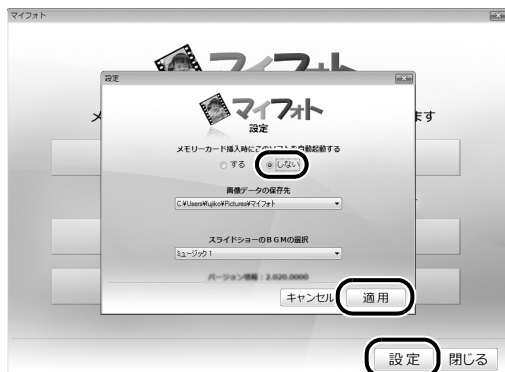 マイフォト
マイフォト
メ
ます
設定
マイフォト
設定
メモリーカード挿入時にこのソフトを自動起動する
する
しない
画像データの保存先
C:¥Users¥fujiko¥Pictures¥マイフォト
スライドショーのBGMの選択
ミュージック1
バージョン情報：2.020.0000
キャンセル
適用
設定
閉じる